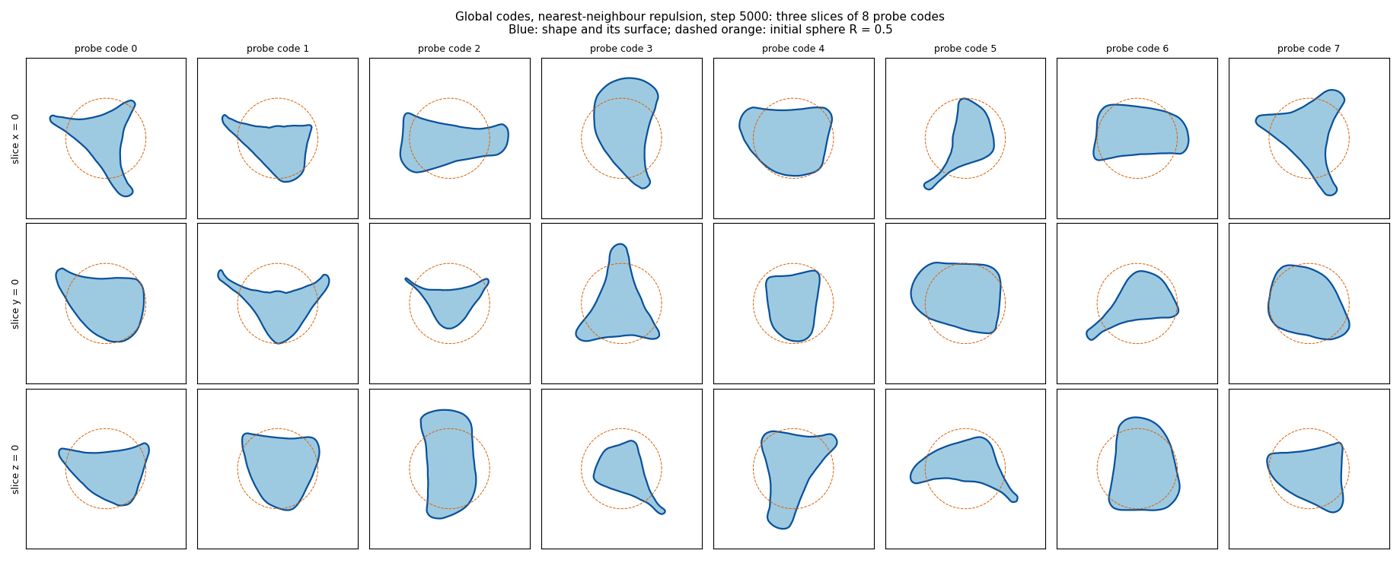 Global codes, nearest-neighbour repulsion, step 5000: three slices of 8 probe codes
Blue: shape and its surface; dashed orange: initial sphere R = 0.5
probe code 0
probe code 1
probe code 2
probe code 3
probe code 4
probe code 5
probe code 6
probe code 7
slice x = 0
slice y = 0
slice z = 0